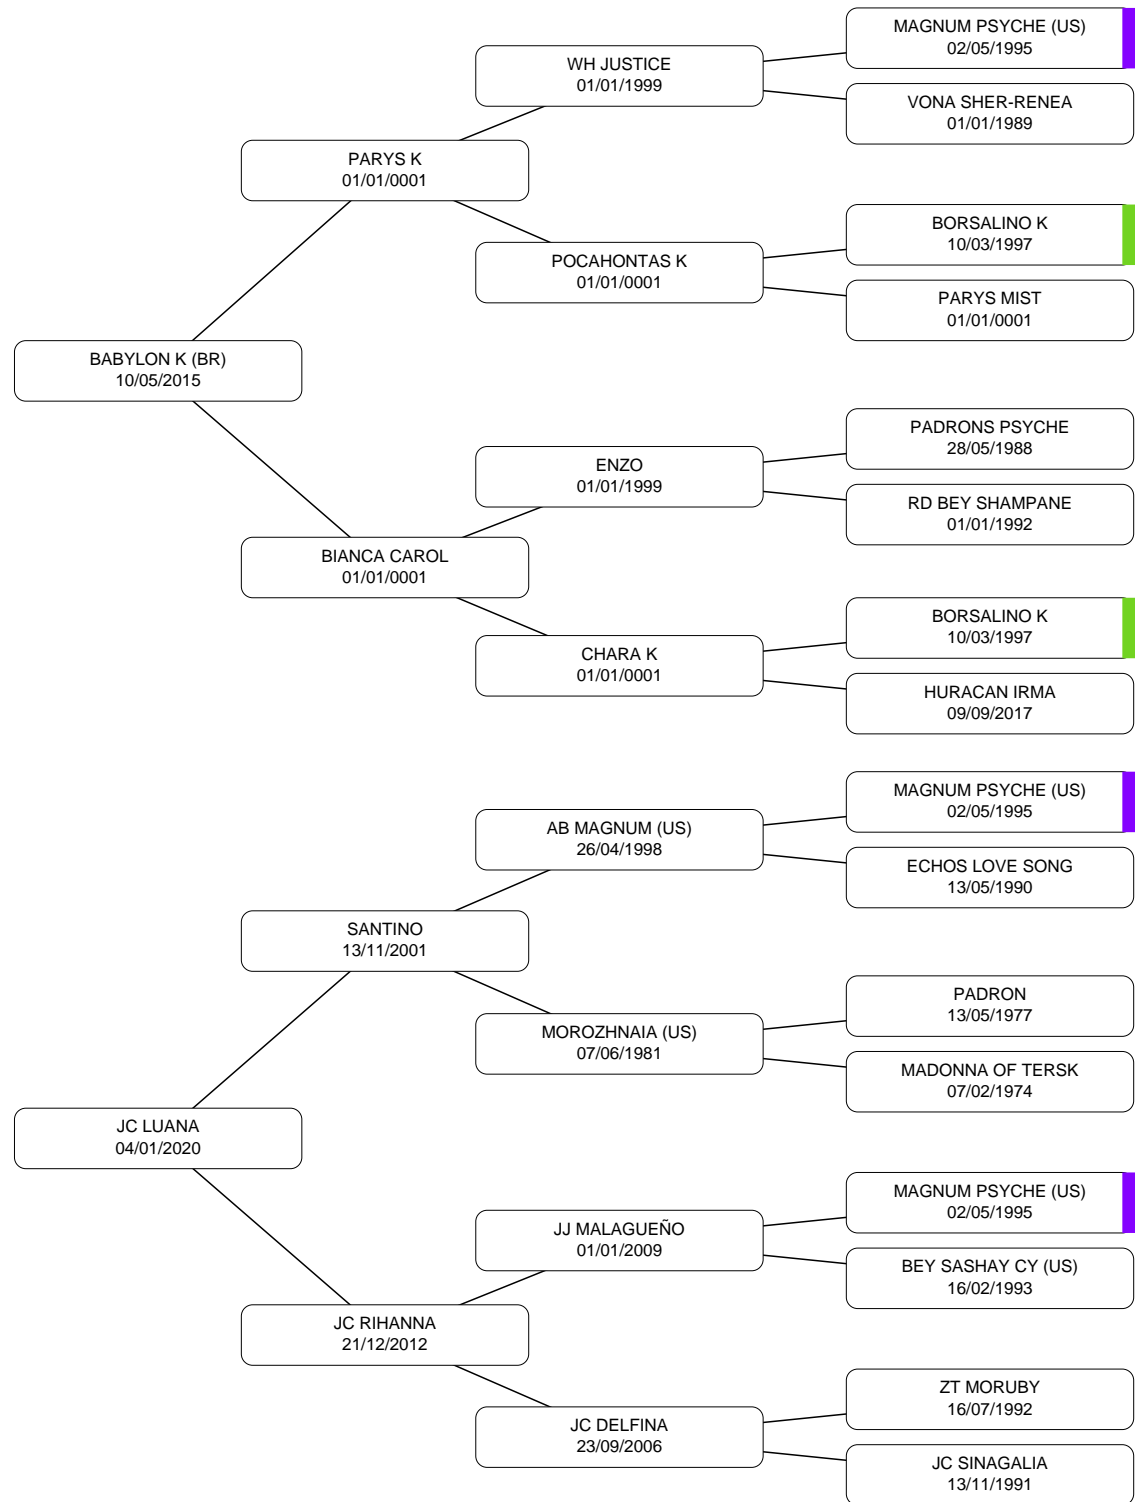 MAGNUM PSYCHE (US)
02/05/1995
WH JUSTICE
01/01/1999
VONA SHER-RENEA
01/01/1989
PARYS K
01/01/0001
BORSALINO K
10/03/1997
POCAHONTAS K
01/01/0001
PARYS MIST
01/01/0001
BABYLON K (BR)
10/05/2015
PADRONS PSYCHE
28/05/1988
ENZO
01/01/1999
RD BEY SHAMPANE
01/01/1992
BIANCA CAROL
01/01/0001
BORSALINO K
10/03/1997
CHARA K
01/01/0001
HURACAN IRMA
09/09/2017
MAGNUM PSYCHE (US)
02/05/1995
AB MAGNUM (US)
26/04/1998
ECHOS LOVE SONG
13/05/1990
SANTINO
13/11/2001
PADRON
13/05/1977
MOROZHNAIA (US)
07/06/1981
MADONNA OF TERSK
07/02/1974
JC LUANA
04/01/2020
MAGNUM PSYCHE (US)
02/05/1995
JJ MALAGUEÑO
01/01/2009
BEY SASHAY CY (US)
16/02/1993
JC RIHANNA
21/12/2012
ZT MORUBY
16/07/1992
JC DELFINA
23/09/2006
JC SINAGALIA
13/11/1991